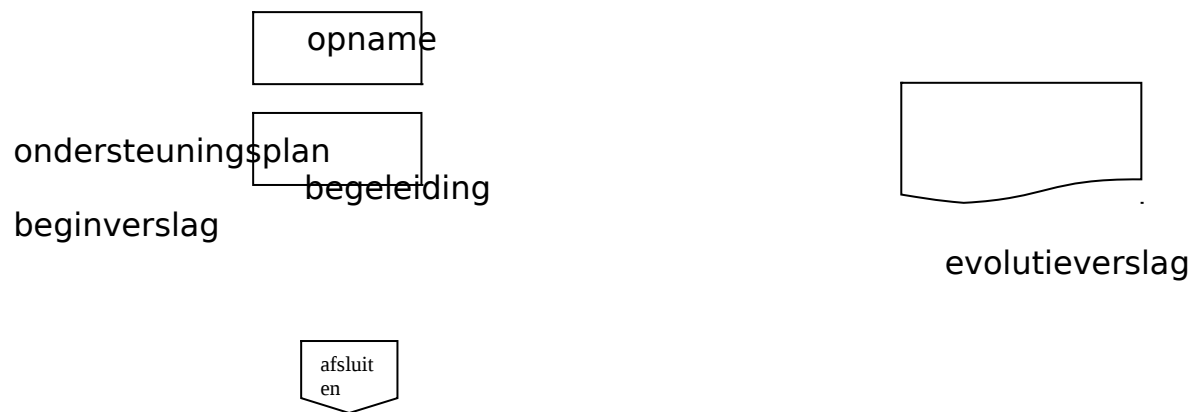 opname
ondersteuningsplan
begeleiding
beginverslag
evolutieverslag
afsluit
en